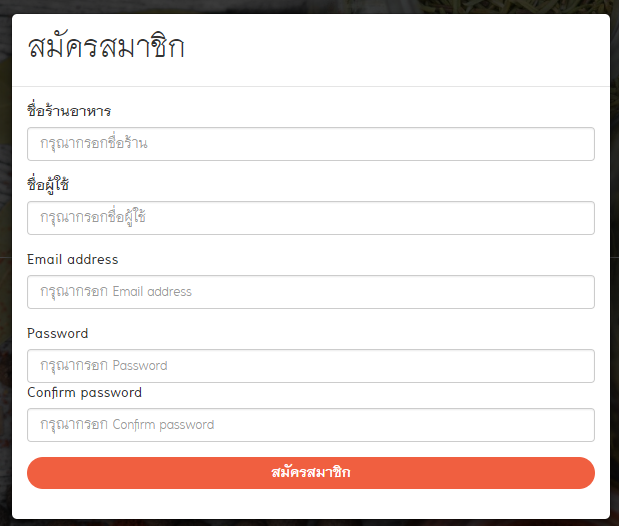 สมัครสมาชิก
ชื่อร้านอาหาร
กรุณากรอกชื่อร้าน
ชื่อผู้ใช้
กรุณากรอกชื่อผู้ใช้
Email address
กรุณากรอก Email address
Password
กรุณากรอก Password
Confirm password
กรุณากรอก Confirm password
สมัครสมาชิก